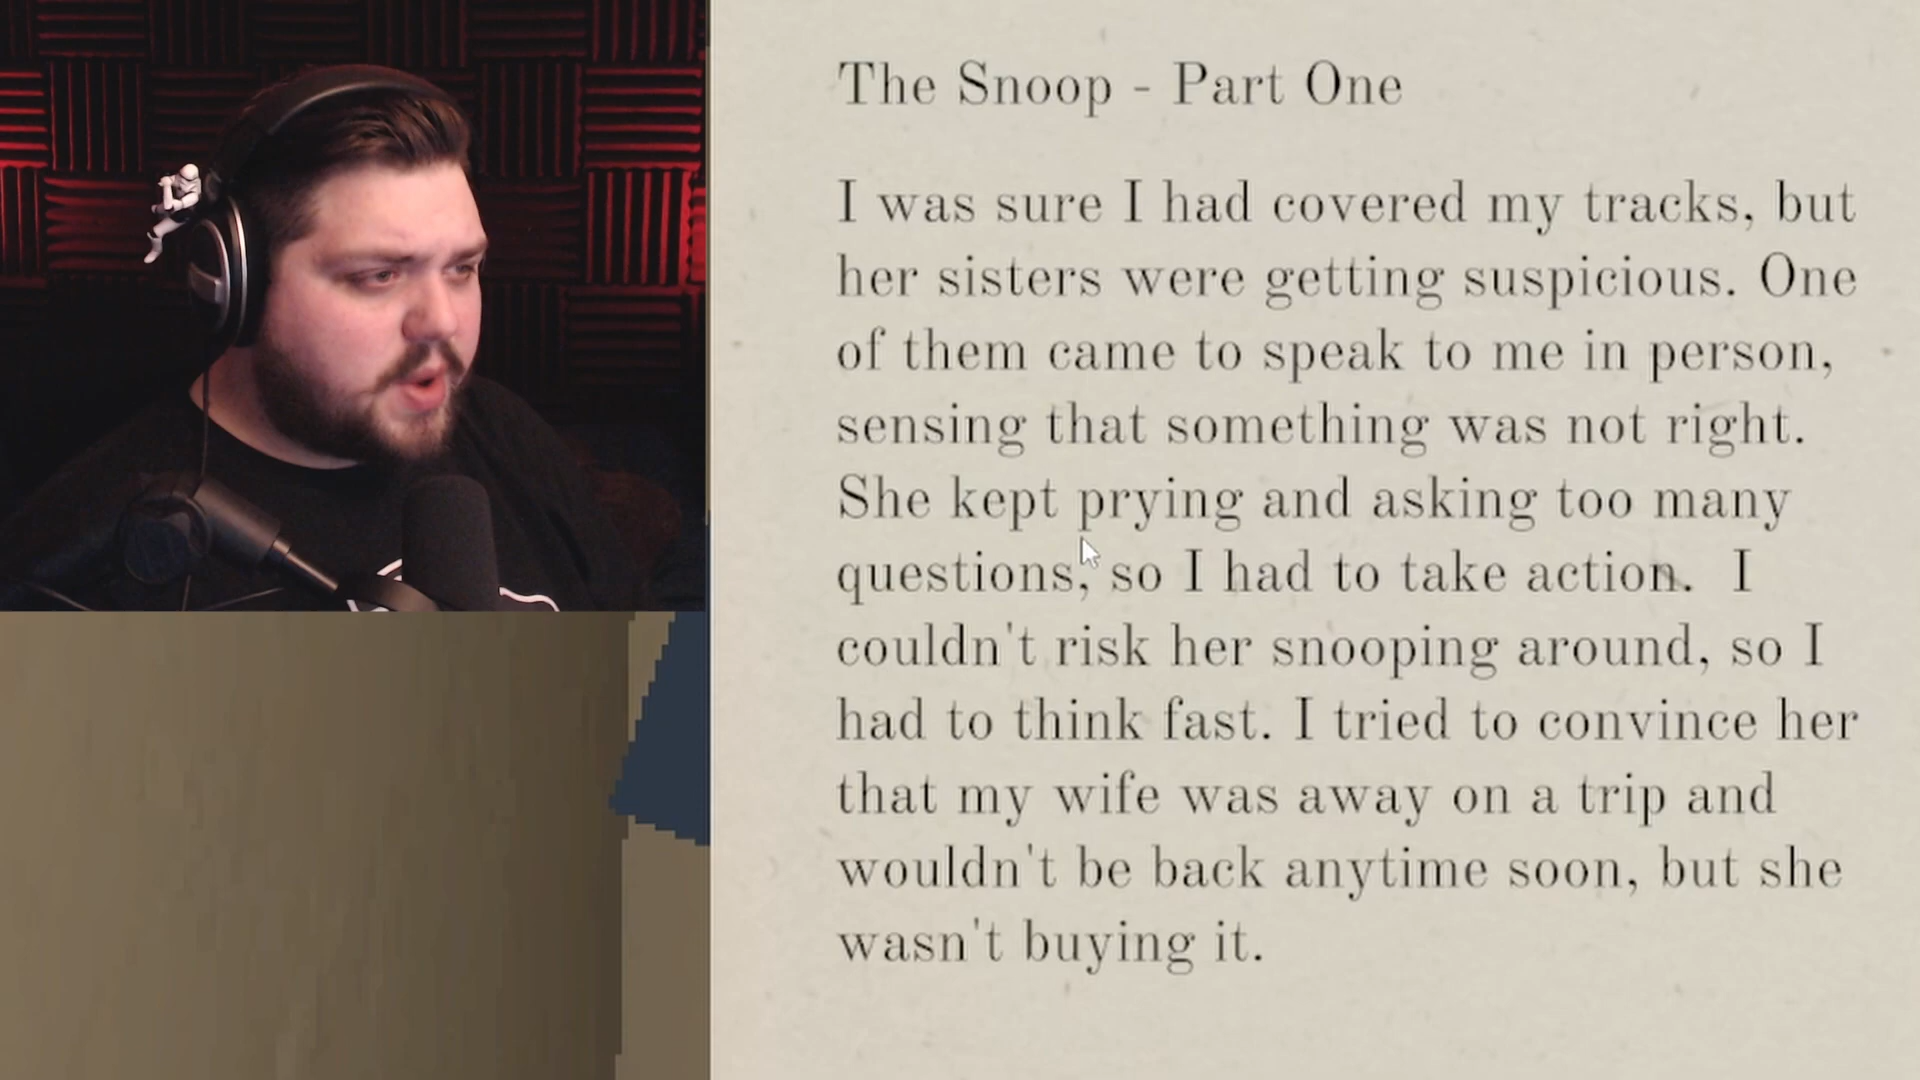 The Snoop - Part One
I was sure I had covered my tracks, but
her sisters were getting suspicious. One
of them came to speak to me in person,
sensing that something was not right.
She kept prying and asking too many
questions, so I had to take action.  I
couldn't risk her snooping around, so I
had to think fast. I tried to convince her
that my wife was away on a trip and
wouldn't be back anytime soon, but she
wasn't buying it.